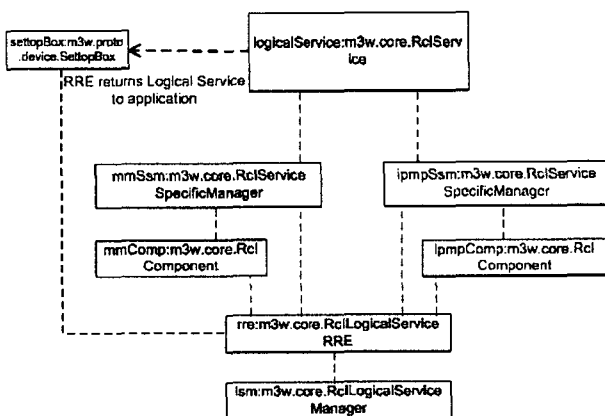 settopBox:m3w.proto
.device.SettopBox
logicalService:m3w.core.RclServ
ice
RRE returns Logical Service
to application
mmSsm:m3w.core.RclService
SpecificManager
ipmpSsm:m3w.core.RclService
SpecificManager
mmComp:m3w.core.Rcl
Component
IpmpComp:m3w.core.Rcl
Component
rre:m3w.core.RclLogicalService
RRE
lsm:m3w.core.RclLogicalService
Manager